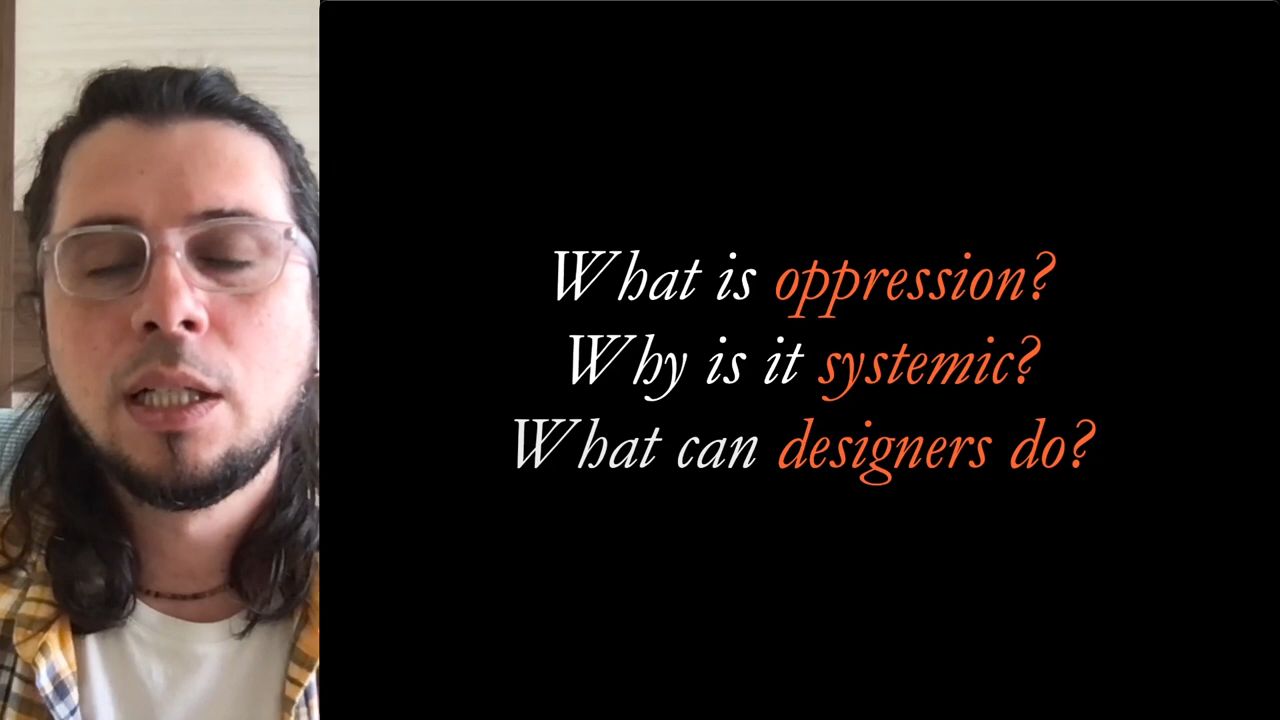 What is oppression?
Why is it systemic?
What can designers do?